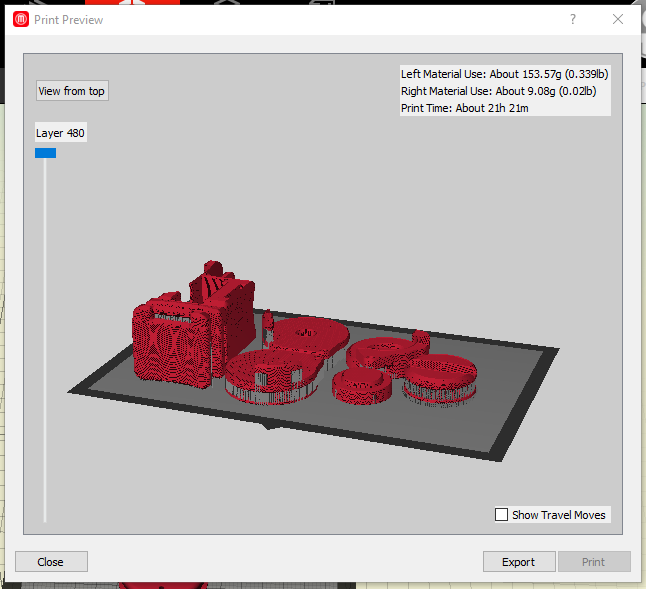 Print Preview
?
View from top
Left Material Use: About 153.57g (0.339lb)
Right Material Use: About 9.08g (0.02lb)
Print Time: About 21h 21m
Layer 480
Show Travel Moves
Close
Export
Print